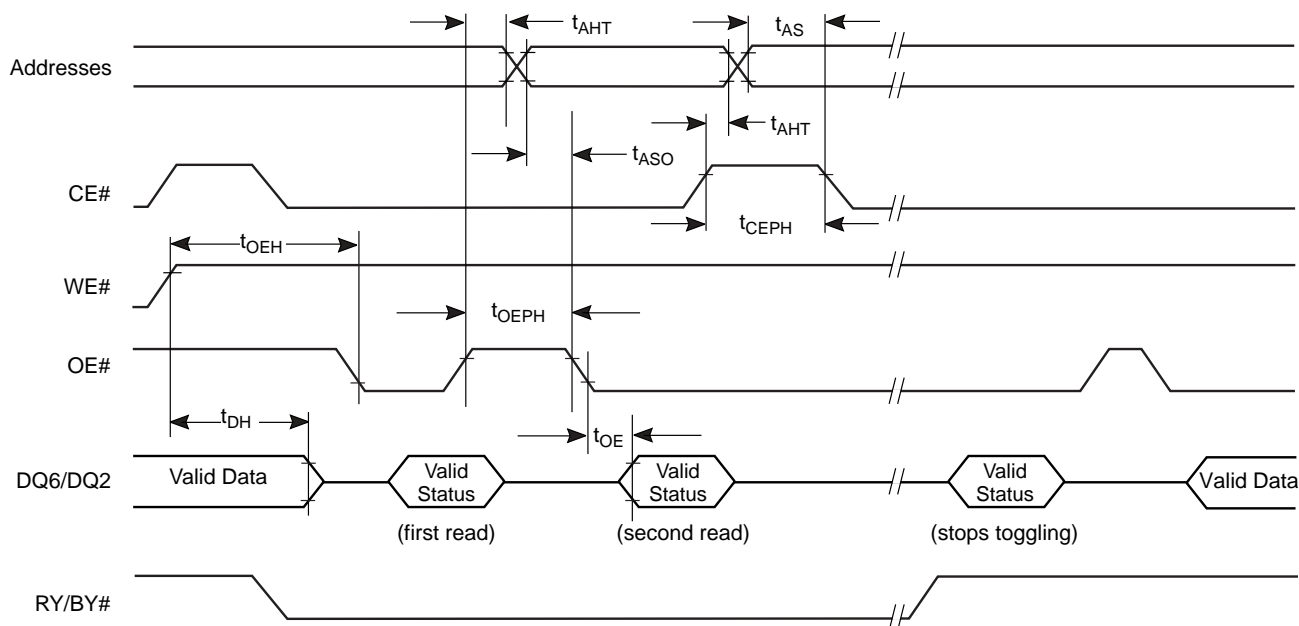 tAHT
tAS
Addresses
tAHT
tASO
CE#
tCEPH
tOEH
WE#
tOEPH
OE#
tDH
tOE
DQ6/DQ2
Valid Data
Valid
Status
Valid
Status
Valid
Status
Valid Data
(first read)
(second read)
(stops toggling)
RY/BY#